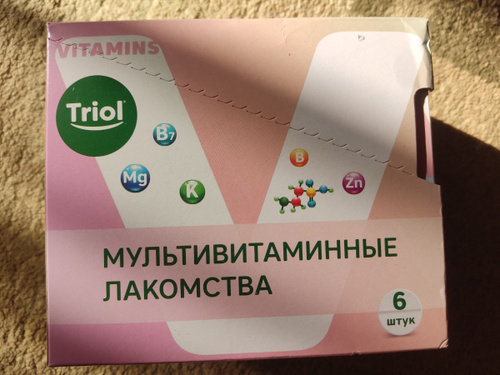 VITAMINS
Triol
B7
Mg
K
B
Zn
МУЛЬТИВИТАМИННЫЕ
ЛАКОМСТВА
6
штук